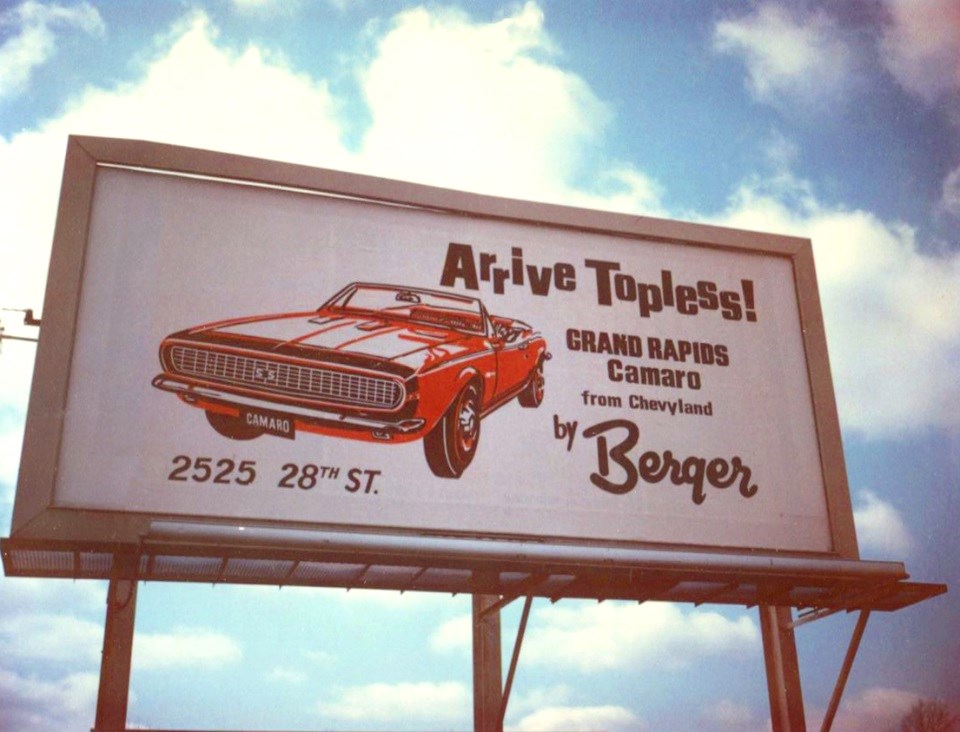 Arrive Topless!
GRAND RAPIDS
Camaro
from Chevyland
by Berger
SS
CAMARO
2525 28TH ST.